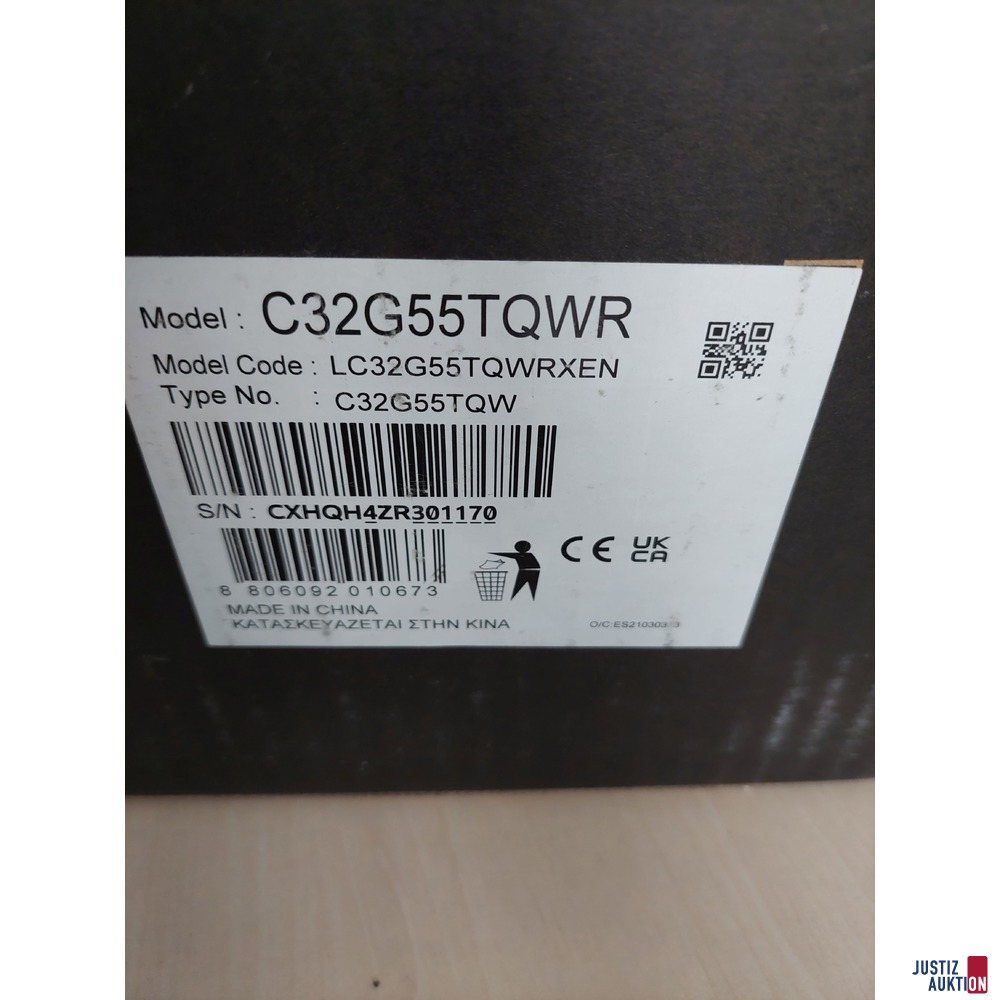 Model : C32G55TQWR
Model Code : LC32G55TQWRXEN
Type No. : C32G55TQW
S/N : CXHQH4ZR301170
8 806092 010673
CE UK
CA
MADE IN CHINA
ΚΑΤΑΣΚΕΥΑΖΕΤΑΙ ΣΤΗΝ ΚΙΝΑ
JUSTIZ
AUKTION